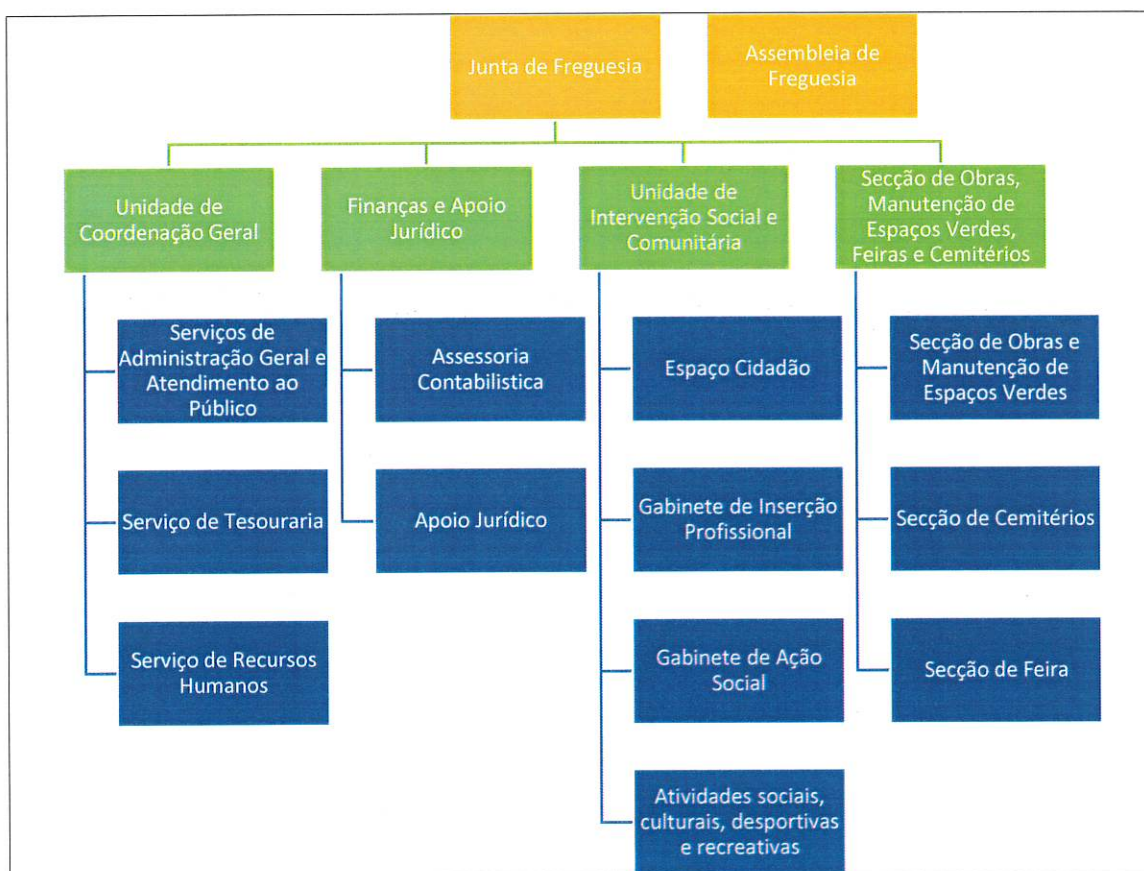 Junta de Freguesia
Assembleia de
Freguesia
Unidade de
Coordenação Geral
Finanças e Apoio
Jurídico
Unidade de
Intervenção Social e
Comunitária
Secção de Obras,
Manutenção de
Espaços Verdes,
Feiras e Cemitérios
Serviços de
Administração Geral e
Atendimento ao
Público
Serviço de Tesouraria
Serviço de Recursos
Humanos
Assessoria
Contabilistica
Apoio Jurídico
Espaço Cidadão
Gabinete de Inserção
Profissional
Gabinete de Ação
Social
Atividades sociais,
culturais, desportivas
e recreativas
Secção de Obras e
Manutenção de
Espaços Verdes
Secção de Cemitérios
Secção de Feira